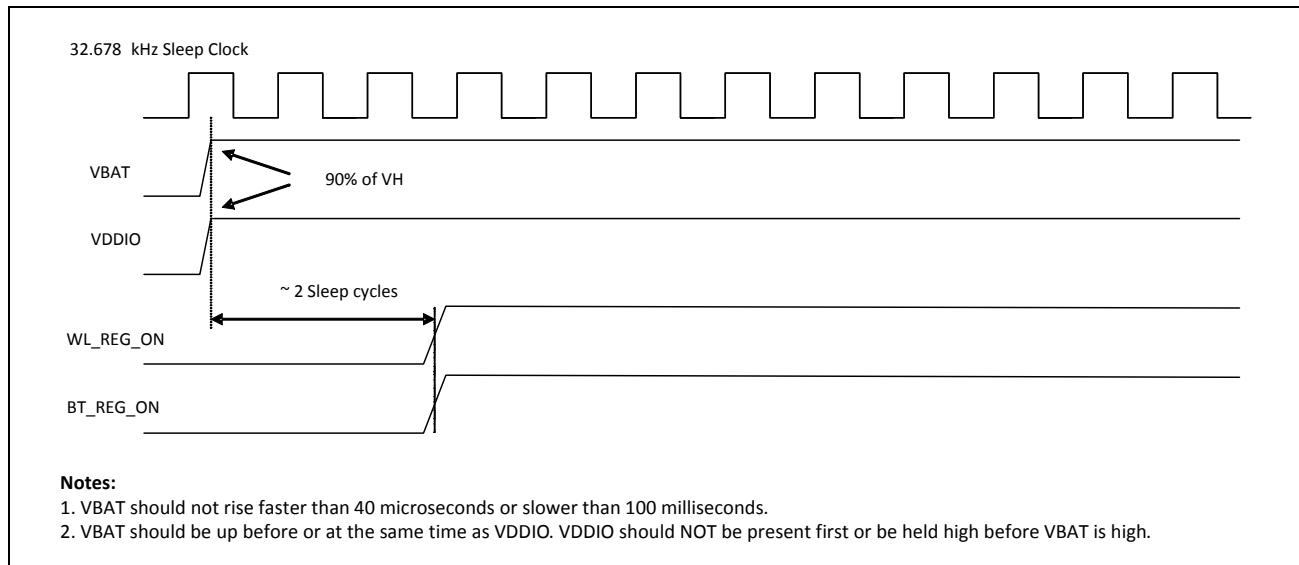 32.678 kHz Sleep Clock
VBAT
90% of VH
VDDIO
~ 2 Sleep cycles
WL_REG_ON
BT_REG_ON
Notes:
1. VBAT should not rise faster than 40 microseconds or slower than 100 milliseconds.
2. VBAT should be up before or at the same time as VDDIO. VDDIO should NOT be present first or be held high before VBAT is high.